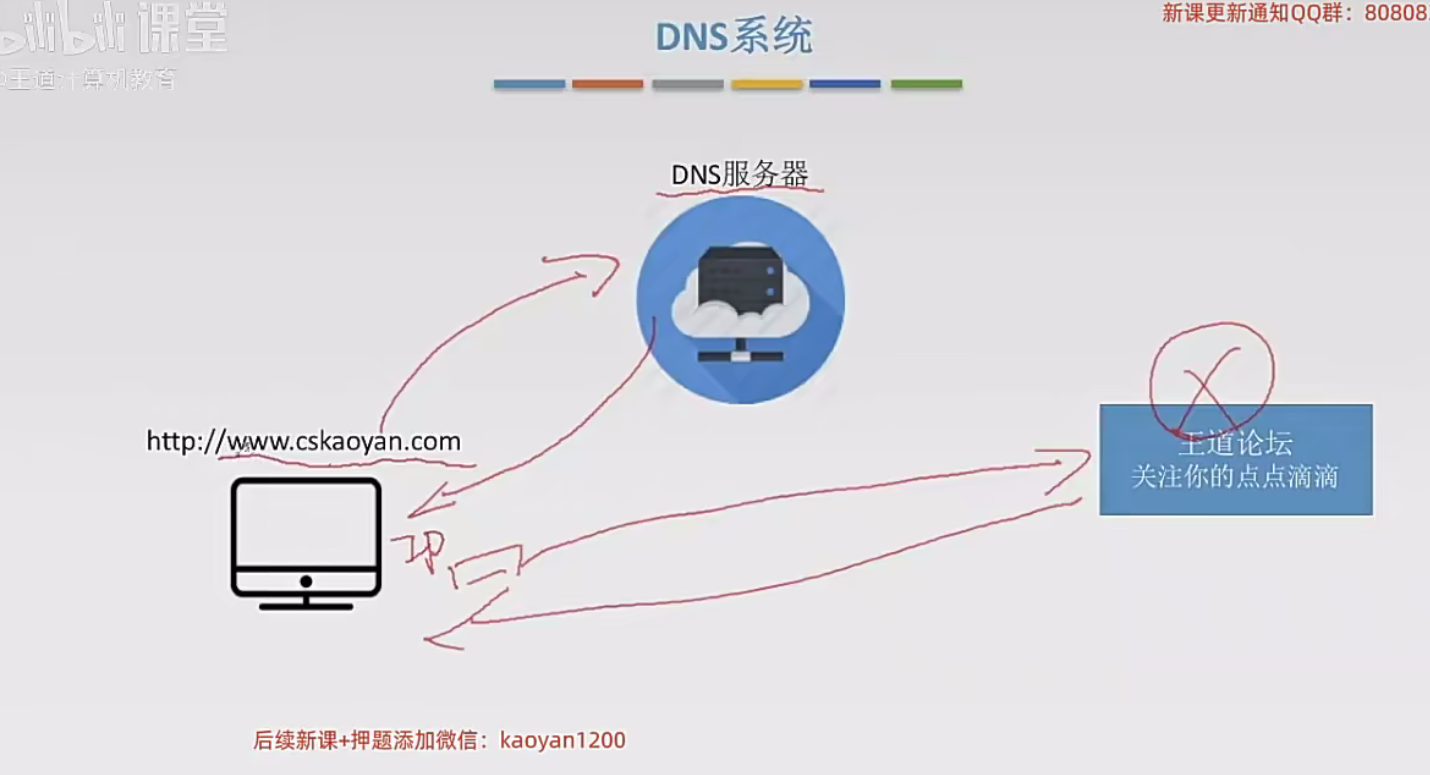 bilibili课堂
新课更新通知QQ群：80808
@王道计算机教育
DNS系统
DNS服务器
http://www.cskaoyan.com
王道论坛
关注你的点点滴滴
IP
后续新课+押题添加微信：kaoyan1200